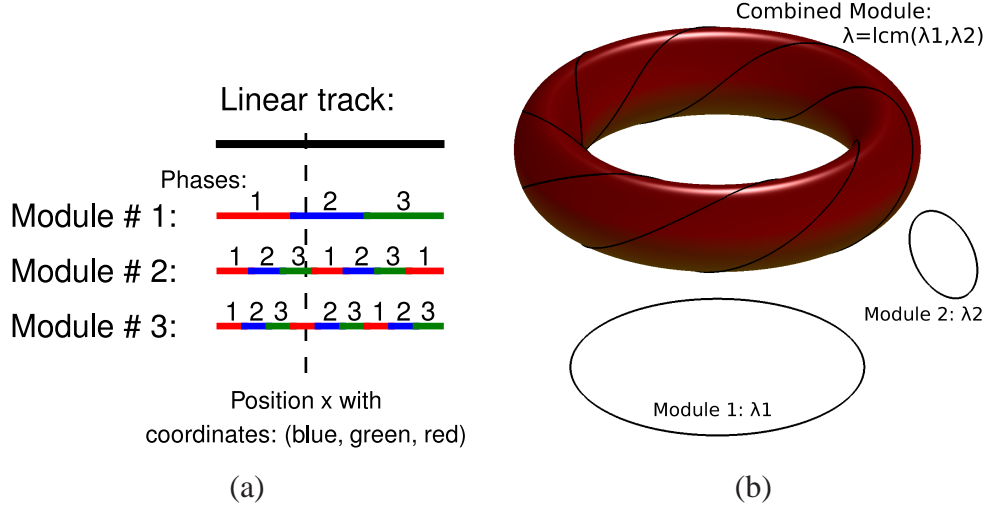 Linear track:
Phases:
1 2 3
Module # 1:
1 2 3 1 2 3 1
Module # 2:
1 2 3 2 3 1 2 3
Module # 3:
Position x with
coordinates: (blue, green, red)
(a)
Combined Module:
λ=lcm(λ1,λ2)
Module 2: λ2
Module 1: λ1
(b)